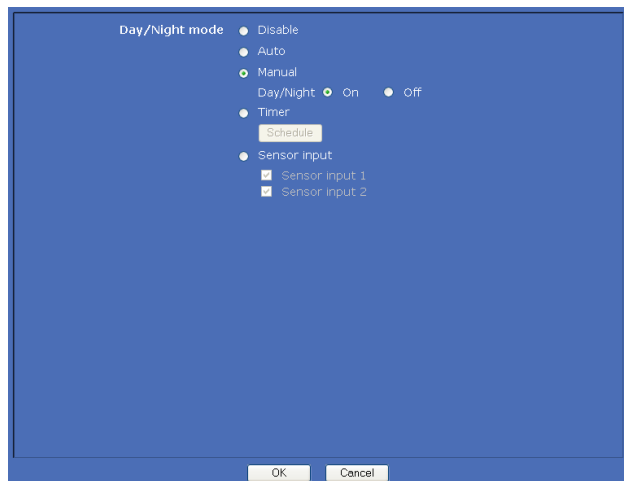 Day/Night mode Disable
Auto
Manual
Day/Night On Off
Timer
Schedule
Sensor input
Sensor input 1
Sensor input 2
OK Cancel